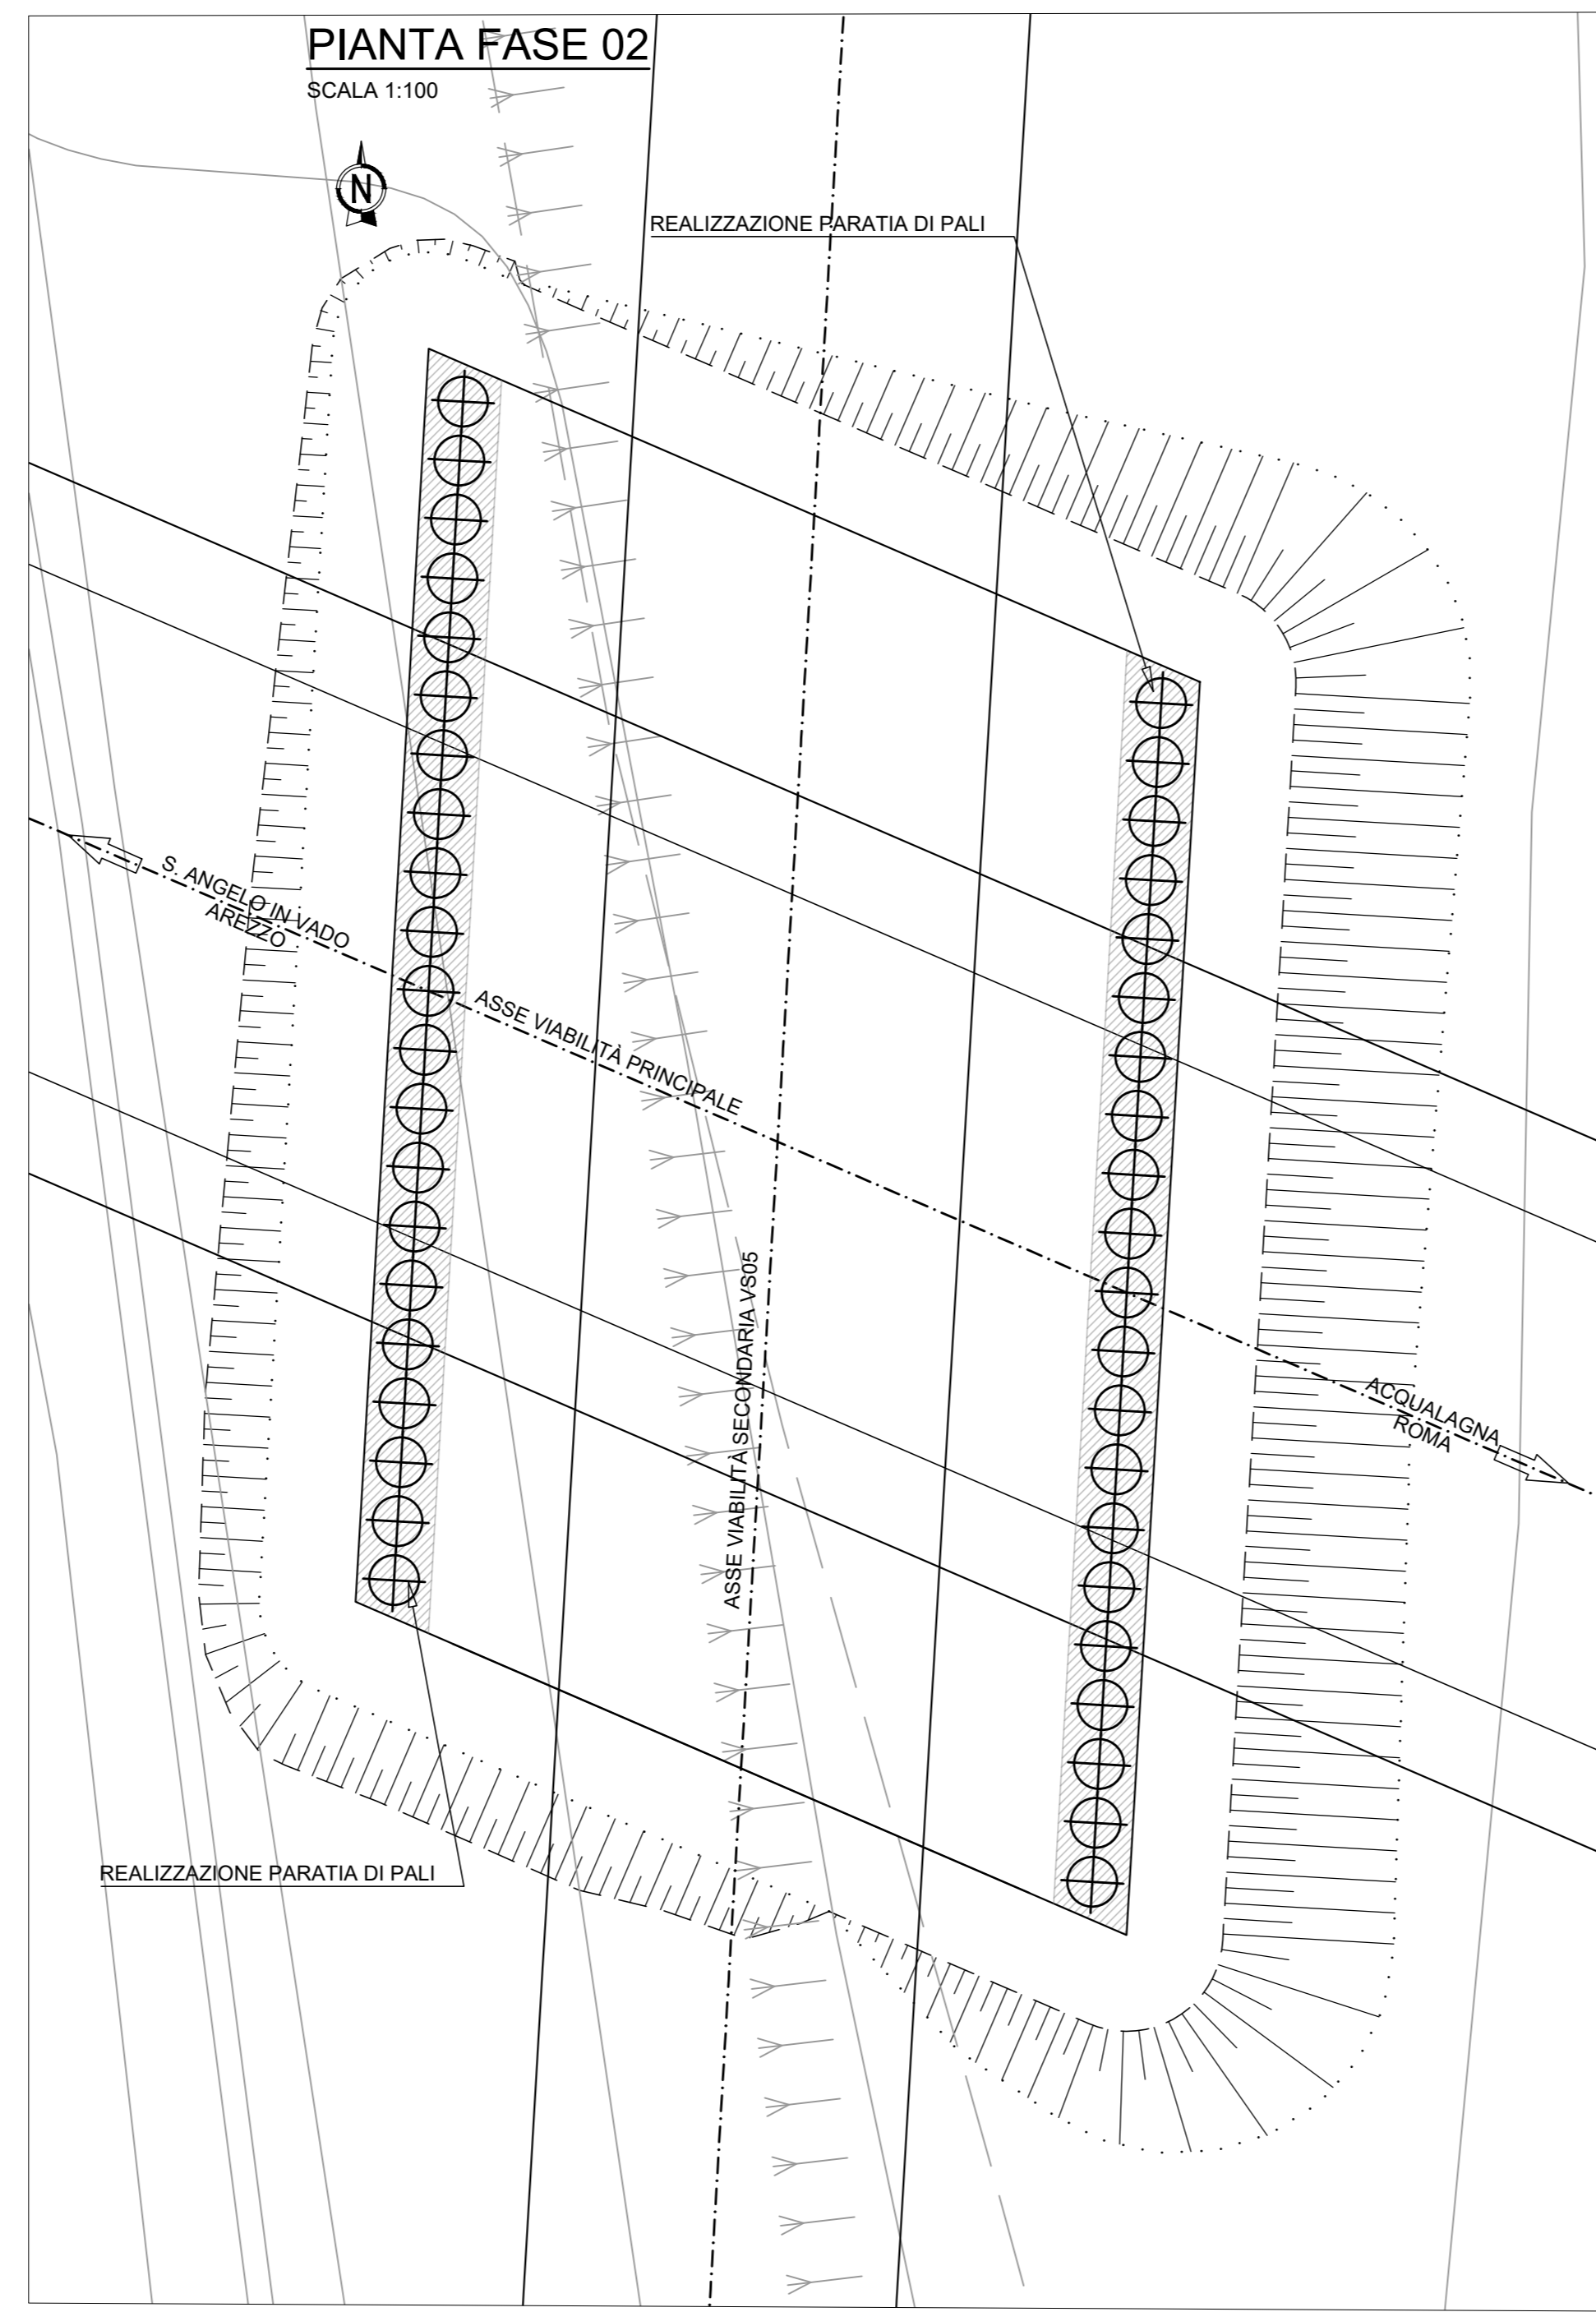 PIANTA FASE 02
SCALA 1:100
N
REALIZZAZIONE PARATIA DI PALI
S. ANGELO IN VADO
AREZZO
ASSE VIABILITÀ PRINCIPALE
ASSE VIABILITÀ SECONDARIA VS05
ACQUALAGNA
ROMA
REALIZZAZIONE PARATIA DI PALI